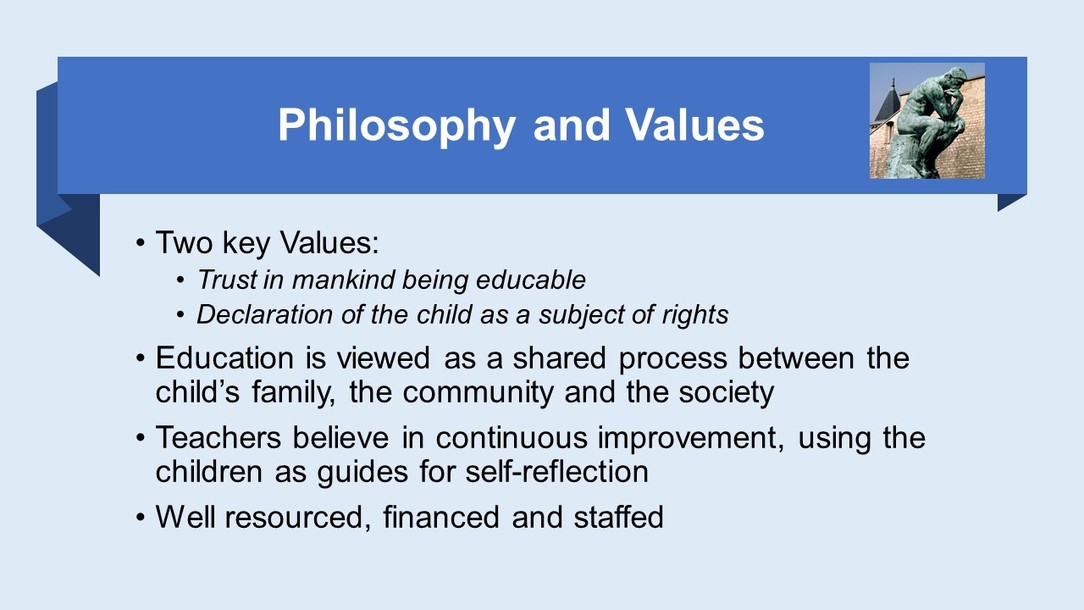 Philosophy and Values
• Two key Values:
• Trust in mankind being educable
• Declaration of the child as a subject of rights
• Education is viewed as a shared process between the
child’s family, the community and the society
• Teachers believe in continuous improvement, using the
children as guides for self-reflection
• Well resourced, financed and staffed